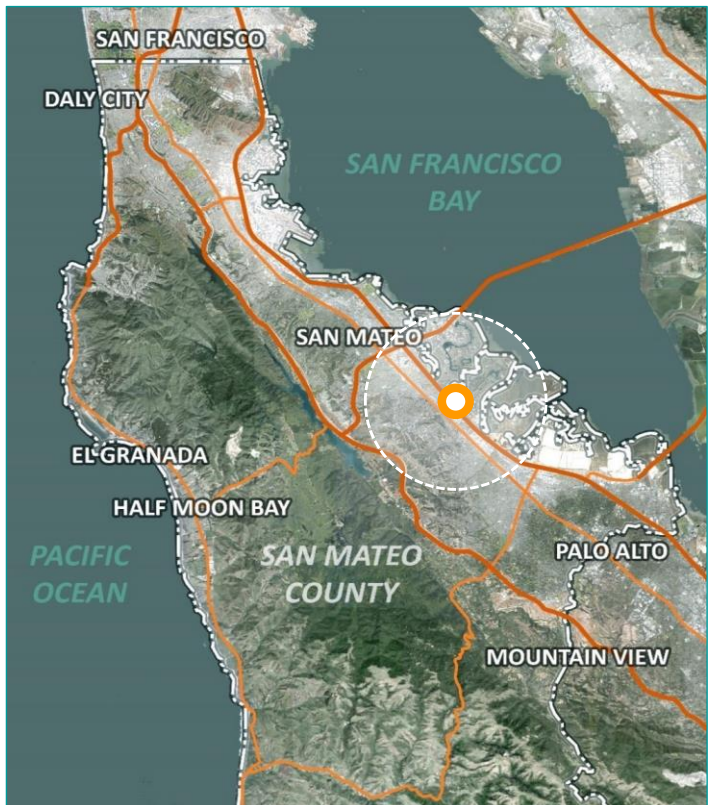 SAN FRANCISCO
DALY CITY
SAN FRANCISCO
BAY
SAN MATEO
EL GRANADA
HALF MOON BAY
SAN MATEO
COUNTY
PACIFIC
OCEAN
PALO ALTO
MOUNTAIN VIEW